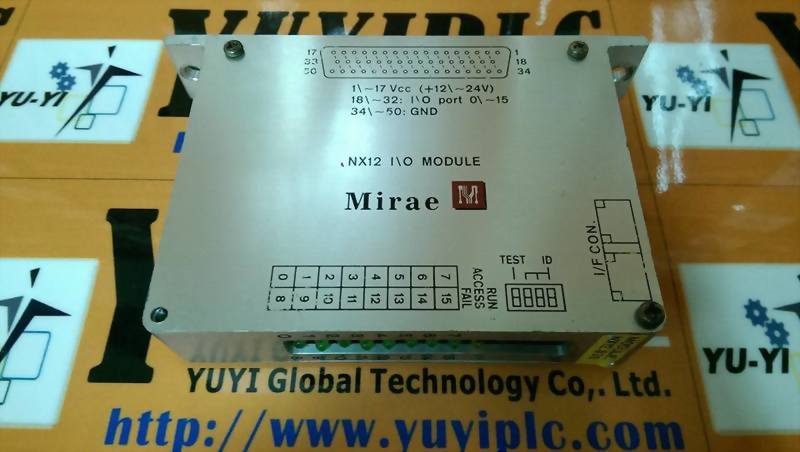 YUYIPLC
17 1
33 18
50 34
1\~17 Vcc (+12\~24V)
18\~32: I\O port 0\~15
34\~50: GND
YU-YI
YU-YI
NX12 I\O MODULE
Mirae
I/F CON.
TEST ID
0 1 2 3 4 5 6 7
8 9 10 11 12 13 14 15
RUN
ACCESS
FAIL
YU-YI
YUYI Global Technology Co,. Ltd.
http://www.yuyiplc.com